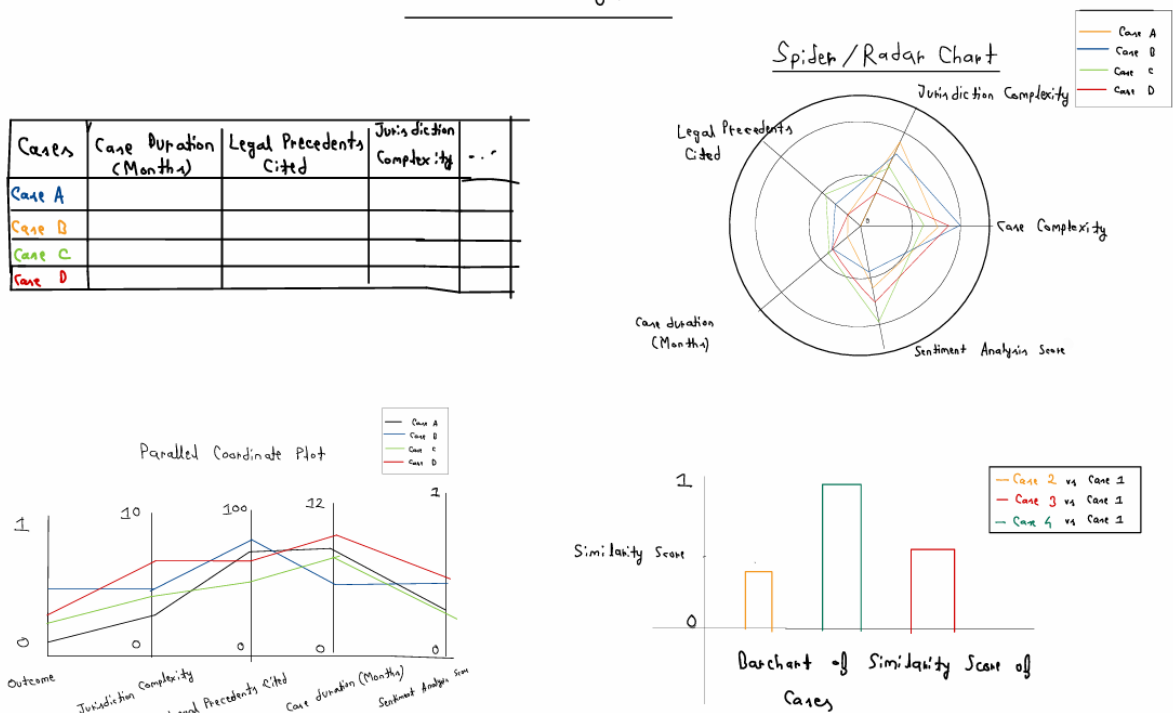 Spider/Radar Chart
Case A
Case B
Case C
Case D
Jurisdiction Complexity
Legal Precedents
Cited
0
Case Complexity
Case duration
(Months)
Sentiment Analysis Score
Cases
Case Duration
(Months)
Legal Precedents
Cited
Jurisdiction
Complexity
...
Case A
Case B
Case C
Case D
Parallel Coordinate Plot
Case A
Case B
Case C
Case D
1
10
100
12
1
0
0
0
0
0
Outcome
Jurisdiction Complexity
Precedents Cited
Case duration (Months)
Sentiment Analysis Score
1
Similarity Score
0
Case 2 vs Case 1
Case 3 vs Case 1
Case 4 vs Case 1
Barchart of Similarity Score of
Cases